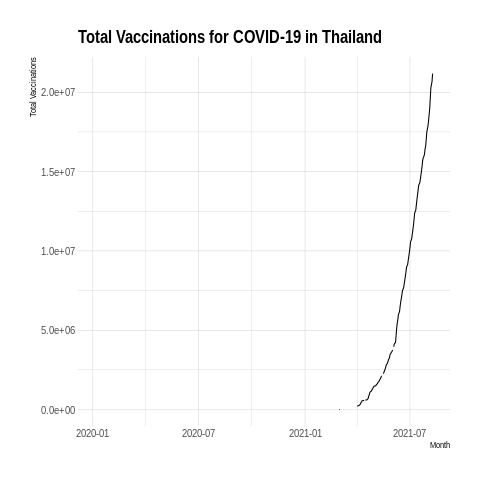 Total Vaccinations for COVID-19 in Thailand
Total Vaccinations
2.0e+07
1.5e+07
1.0e+07
5.0e+06
0.0e+00
2020-01
2020-07
2021-01
2021-07
Month